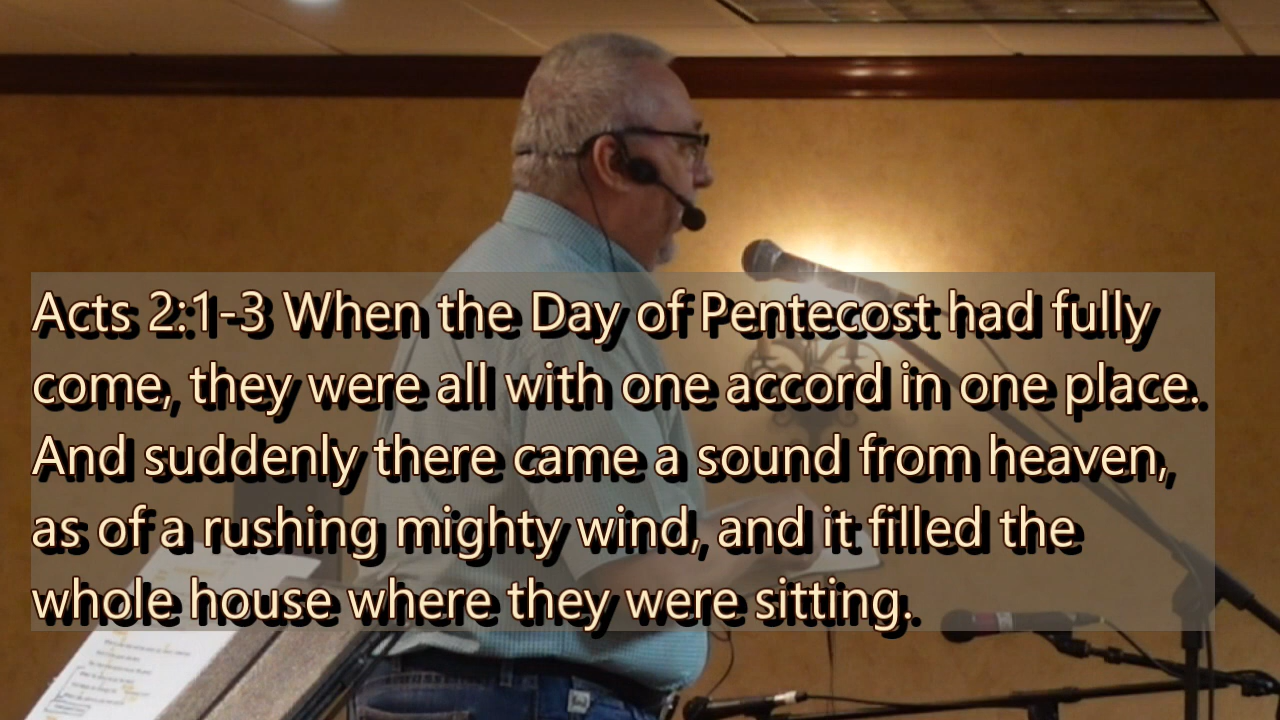 Acts 2:1-3 When the Day of Pentecost had fully
come, they were all with one accord in one place.
And suddenly there came a sound from heaven,
as of a rushing mighty wind, and it filled the
whole house where they were sitting.